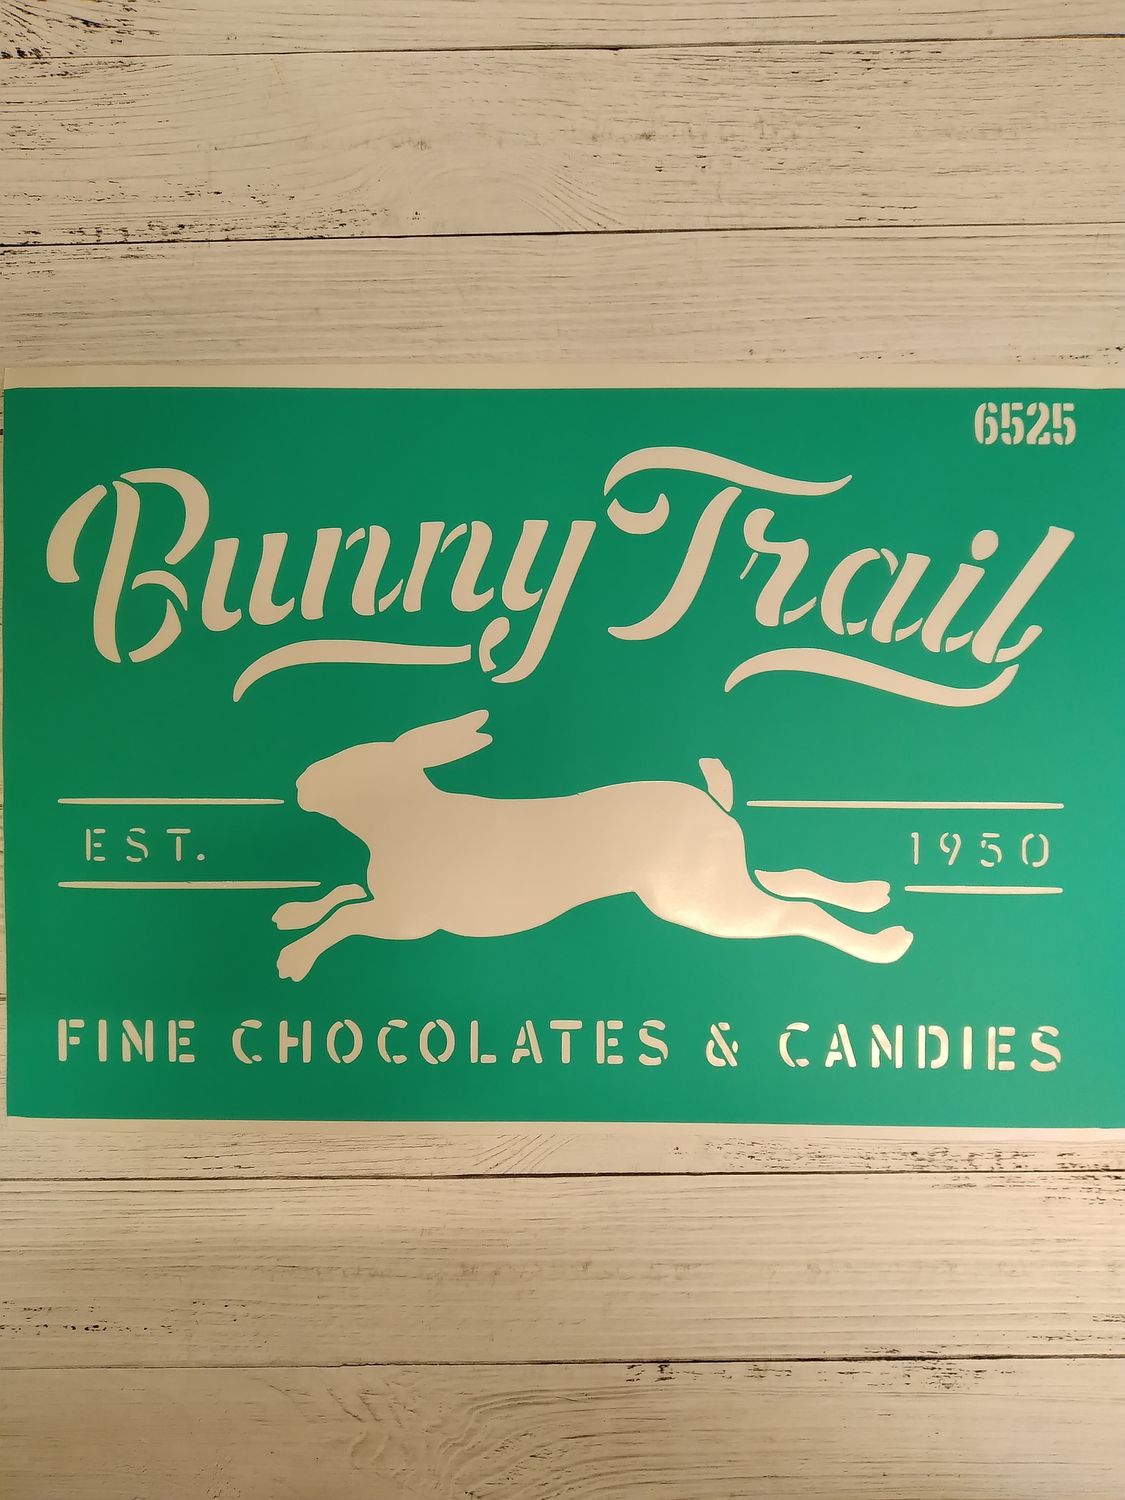 6525
Bunny Trail
EST. 1950
FINE CHOCOLATES & CANDIES